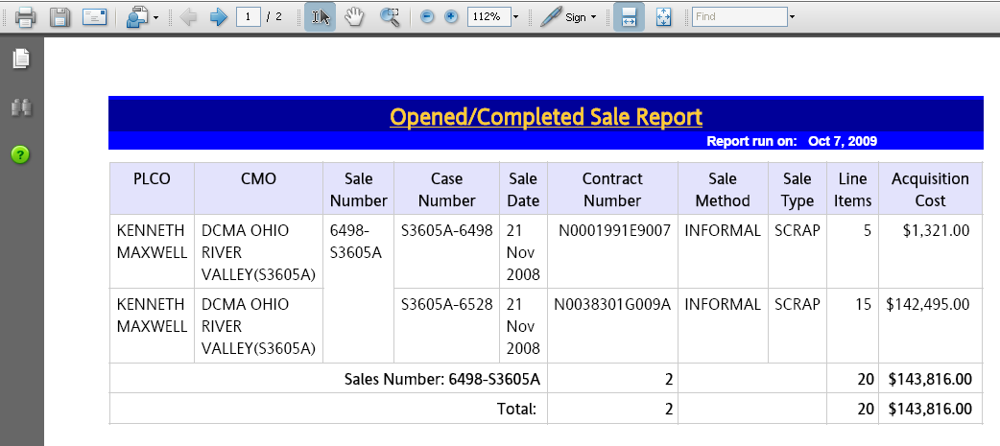 1 / 2 112% Sign Find
Opened/Completed Sale Report
Report run on: Oct 7, 2009
PLCO CMO Sale Number Case Number Sale Date Contract Number Sale Method Sale Type Line Items Acquisition Cost
KENNETH MAXWELL DCMA OHIO RIVER VALLEY(S3605A) 6498-S3605A S3605A-6498 21 Nov 2008 N0001991E9007 INFORMAL SCRAP 5 $1,321.00
KENNETH MAXWELL DCMA OHIO RIVER VALLEY(S3605A) S3605A-6528 21 Nov 2008 N0038301G009A INFORMAL SCRAP 15 $142,495.00
Sales Number: 6498-S3605A 2 20 $143,816.00
Total: 2 20 $143,816.00